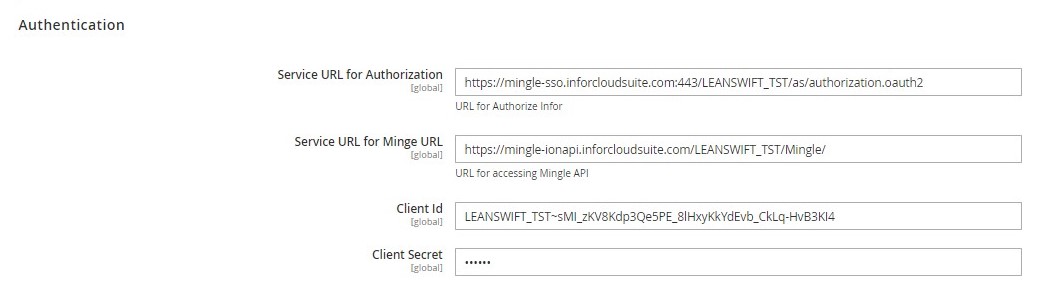 Authentication
Service URL for Authorization
[global]
https://mingle-sso.inforcloudsuite.com:443/LEANSWIFT_TST/as/authorization.oauth2
URL for Authorize Infor
Service URL for Minge URL
[global]
https://mingle-ionapi.inforcloudsuite.com/LEANSWIFT_TST/Mingle/
URL for accessing Mingle API
Client Id
[global]
LEANSWIFT_TST~sMI_zKV8Kdp3Qe5PE_8lHxyKkYdEvb_CkLq-HvB3KI4
Client Secret
[global]
••••••